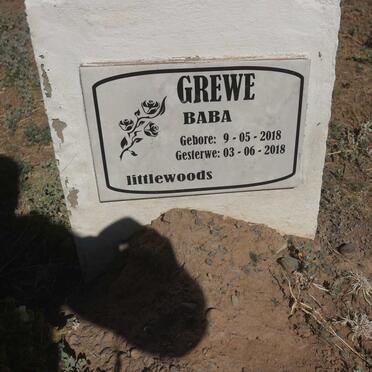 GREWE
BABA
Gebore: 9 - 05 - 2018
Gesterwe: 03 - 06 - 2018
littlewoods